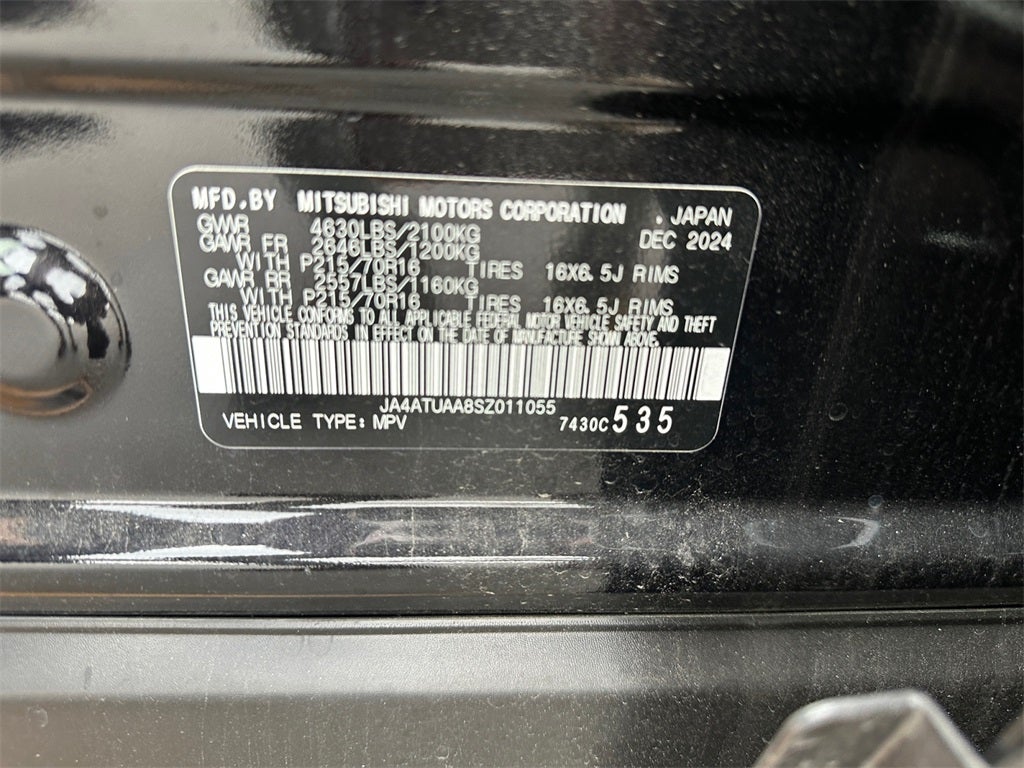 MFD.BY MITSUBISHI MOTORS CORPORATION . JAPAN
GVWR 4630LBS/2100KG DEC 2024
GAWR FR 2646LBS/1200KG
WITH P215/70R16 TIRES 16X6.5J RIMS
GAWR RR 2557LBS/1160KG
WITH P215/70R16 TIRES 16X6.5J RIMS
THIS VEHICLE CONFORMS TO ALL APPLICABLE FEDERAL MOTOR VEHICLE SAFETY AND THEFT
PREVENTION STANDARDS IN EFFECT ON THE DATE OF MANUFACTURE SHOWN ABOVE.
JA4ATUAA8SZ011055
VEHICLE TYPE: MPV 7430C 535